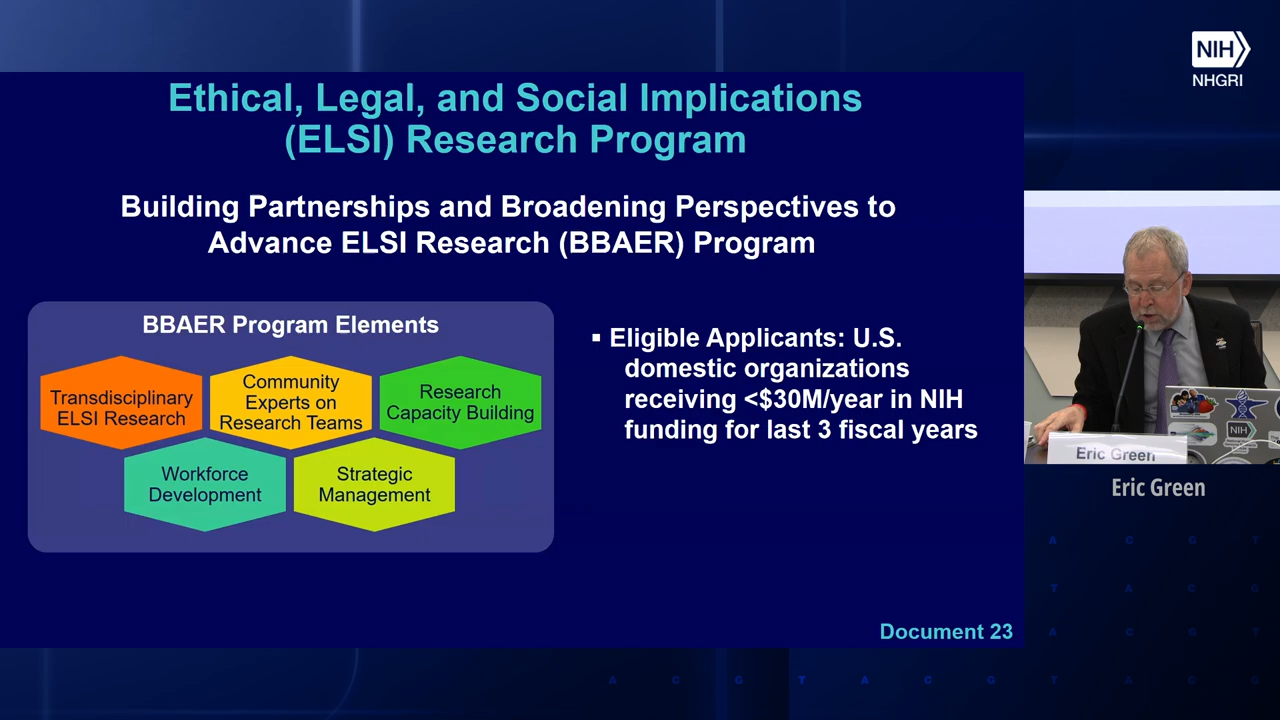 NIH
NHGRI
Ethical, Legal, and Social Implications
(ELSI) Research Program
Building Partnerships and Broadening Perspectives to
Advance ELSI Research (BBAER) Program
BBAER Program Elements
Transdisciplinary
ELSI Research
Community
Experts on
Research Teams
Research
Capacity Building
Workforce
Development
Strategic
Management
▪ Eligible Applicants: U.S.
domestic organizations
receiving <$30M/year in NIH
funding for last 3 fiscal years
Document 23
NIH
Eric Green
Eric Green
A C G T
T A C G
A C G T
A C G T A C G T A C